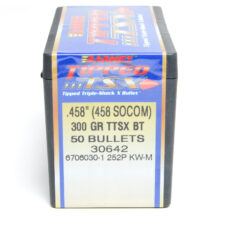 BARNES
TIPPED
TSX
Tipped Triple-Shock X Bullet
.458" (458 SOCOM)
300 GR TTSX BT
50 BULLETS
30642
6706030-1 252P KW-M